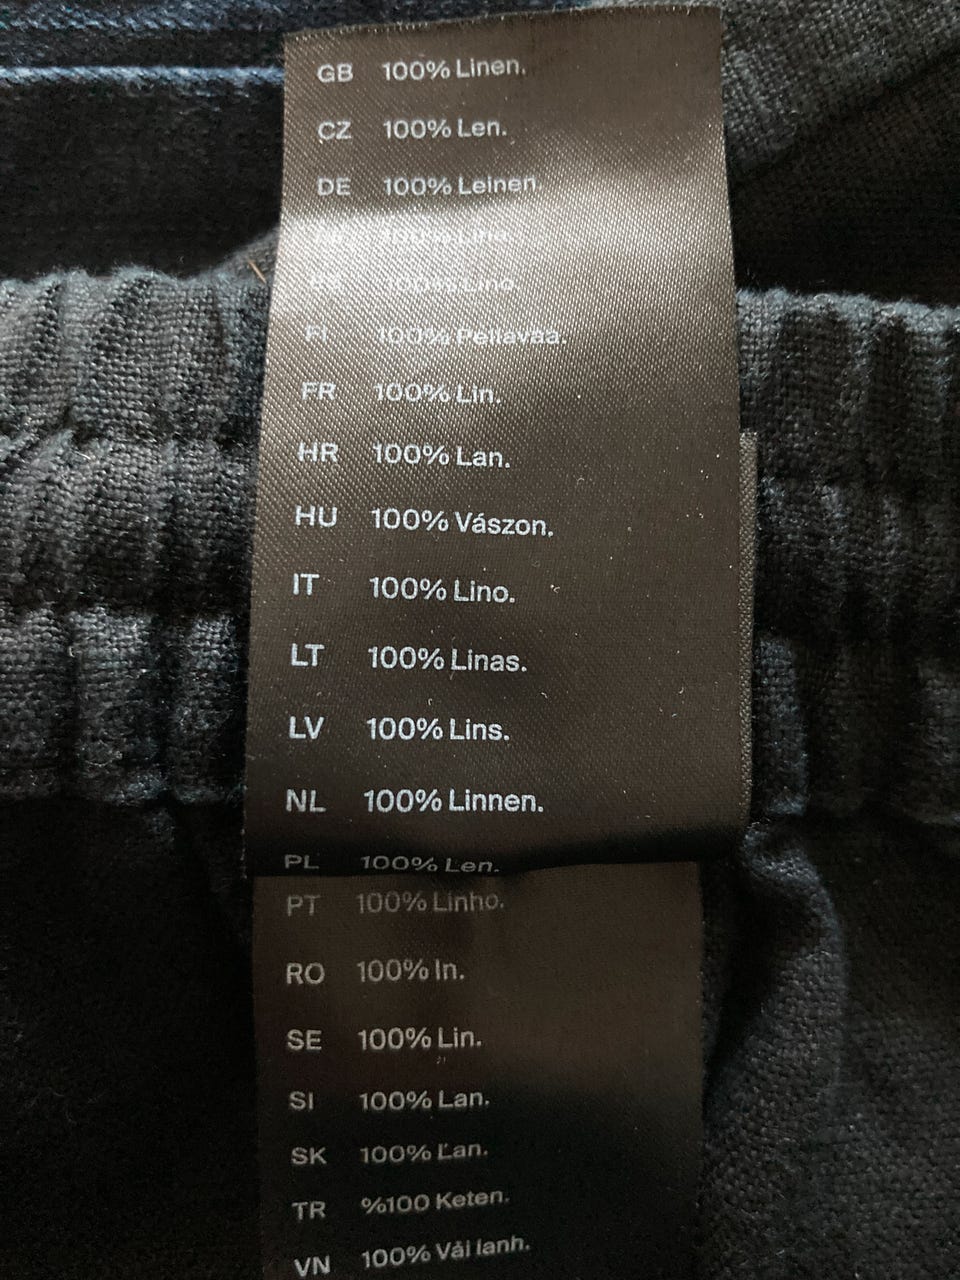 GB 100% Linen.
CZ 100% Len.
DE 100% Leinen.
100% Lino.
100% Lino.
FI 100% Pellavaa.
FR 100% Lin.
HR 100% Lan.
HU 100% Vászon.
IT 100% Lino.
LT 100% Linas.
LV 100% Lins.
NL 100% Linnen.
PL 100% Len.
PT 100% Linho.
RO 100% In.
SE 100% Lin.
SI 100% Lan.
SK 100% Ľan.
TR %100 Keten.
VN 100% Vải lanh.